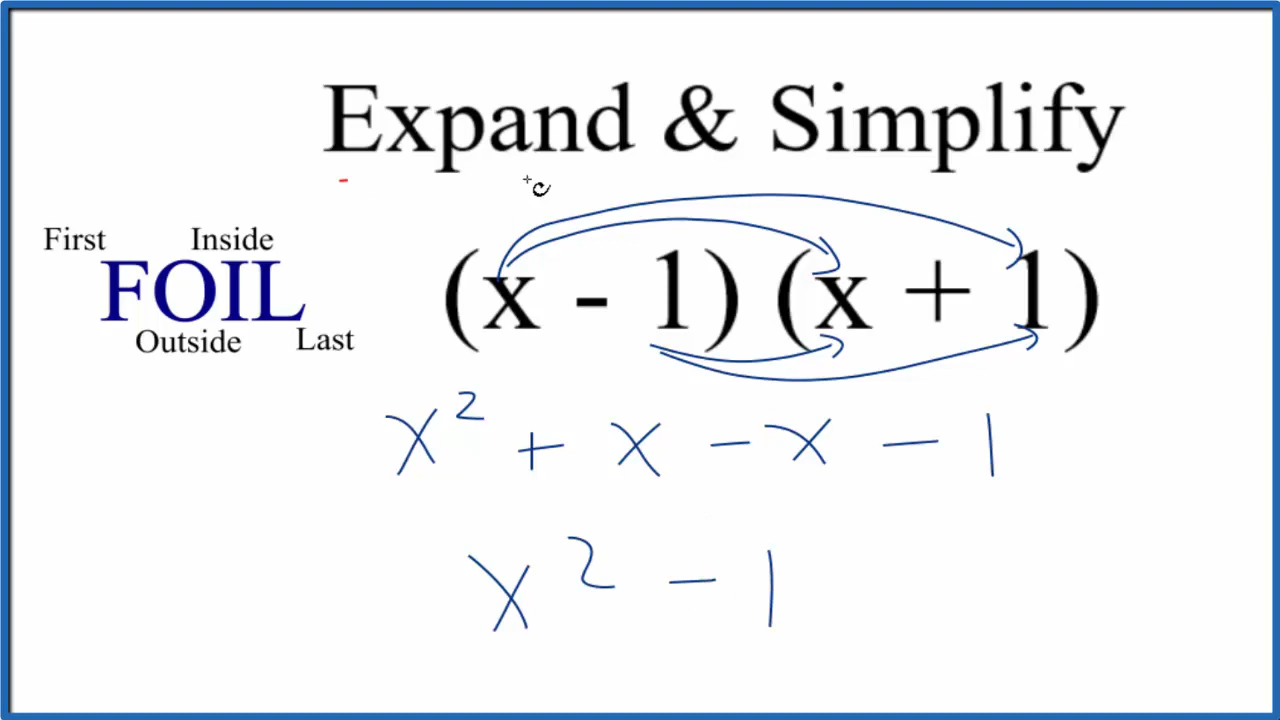 Expand & Simplify
First Inside
FOIL
Outside Last
(x - 1) (x + 1)
x² + x - x - 1
x² - 1